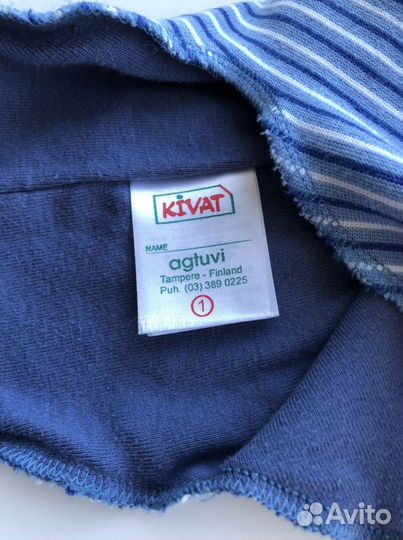 KiVAT
NAME
agtuvi
Tampere - Finland
Puh. (03) 389 0225
1
Avito